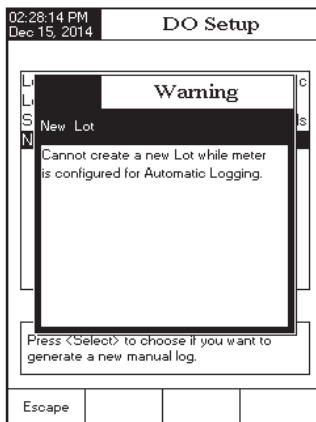 02:28:14 PM
Dec 15, 2014
DO Setup
Warning
New Lot
Cannot create a new Lot while meter
is configured for Automatic Logging.
Press <Select> to choose if you want to
generate a new manual log.
Escape